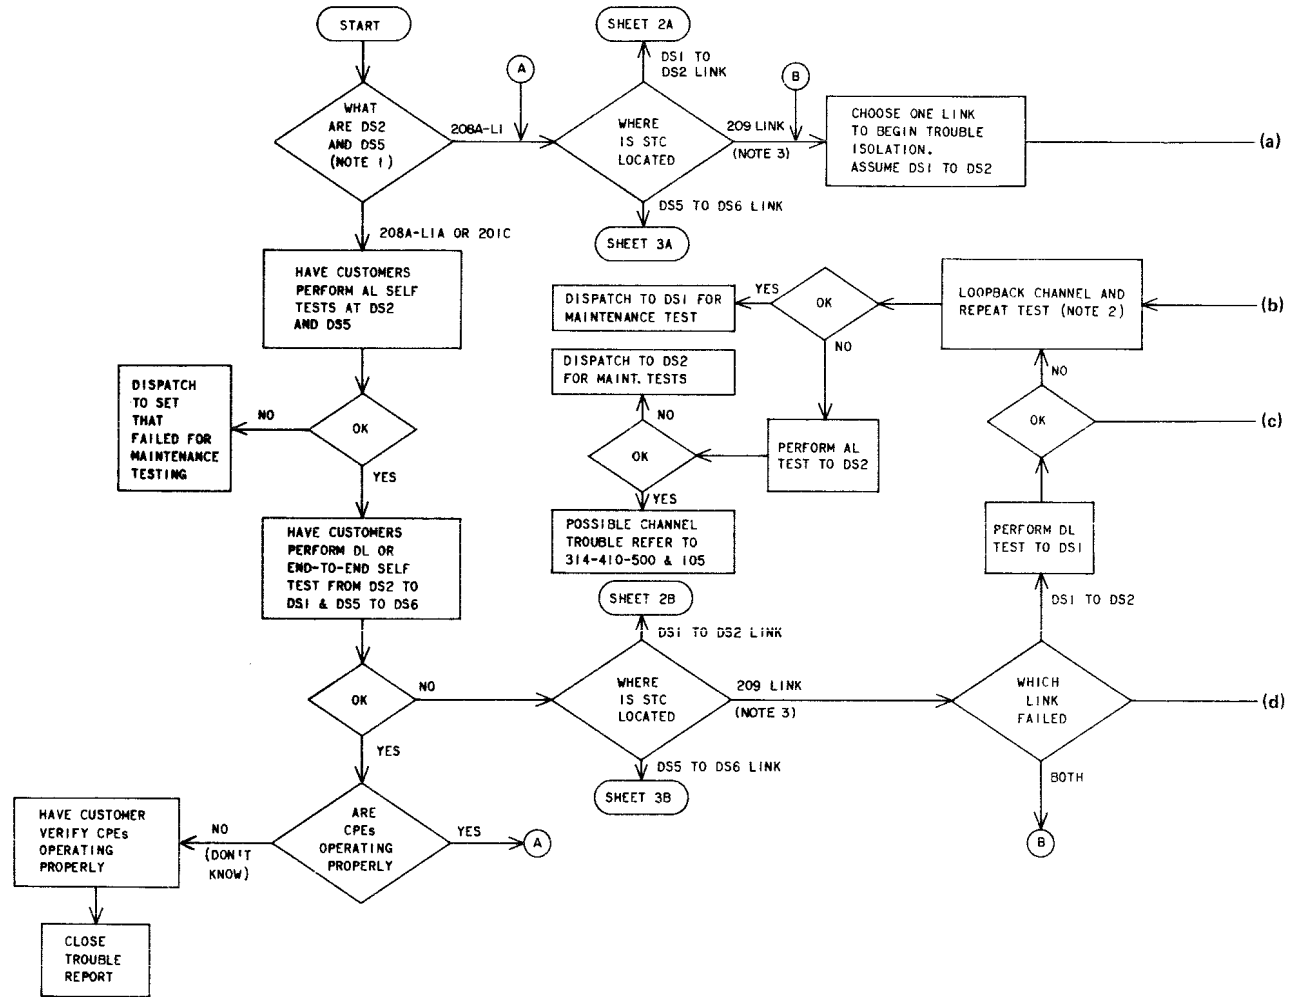 START
WHAT
ARE DS2
AND DS5
(NOTE 1)
208A-L1
A
SHEET 2A
DS1 TO
DS2 LINK
WHERE
IS STC
LOCATED
209 LINK
(NOTE 3)
B
CHOOSE ONE LINK
TO BEGIN TROUBLE
ISOLATION.
ASSUME DS1 TO DS2
(a)
DS5 TO DS6 LINK
SHEET 3A
208A-L1A OR 201C
HAVE CUSTOMERS
PERFORM AL SELF
TESTS AT DS2
AND DS5
DISPATCH TO DS1 FOR
MAINTENANCE TEST
YES
OK
LOOPBACK CHANNEL AND
REPEAT TEST (NOTE 2)
(b)
NO
DISPATCH TO DS2
FOR MAINT. TESTS
NO
OK
PERFORM AL
TEST TO DS2
YES
POSSIBLE CHANNEL
TROUBLE REFER TO
314-410-500 & 105
NO
OK
(c)
PERFORM DL
TEST TO DS1
DISPATCH
TO SET
THAT
FAILED FOR
MAINTENANCE
TESTING
NO
OK
YES
HAVE CUSTOMERS
PERFORM DL OR
END-TO-END SELF
TEST FROM DS2 TO
DS1 & DS5 TO DS6
SHEET 2B
DS1 TO DS2 LINK
DS1 TO DS2
OK
NO
WHERE
IS STC
LOCATED
209 LINK
(NOTE 3)
WHICH
LINK
FAILED
(d)
YES
DS5 TO DS6 LINK
SHEET 3B
BOTH
B
HAVE CUSTOMER
VERIFY CPEs
OPERATING
PROPERLY
NO
(DON'T
KNOW)
ARE
CPEs
OPERATING
PROPERLY
YES
A
CLOSE
TROUBLE
REPORT